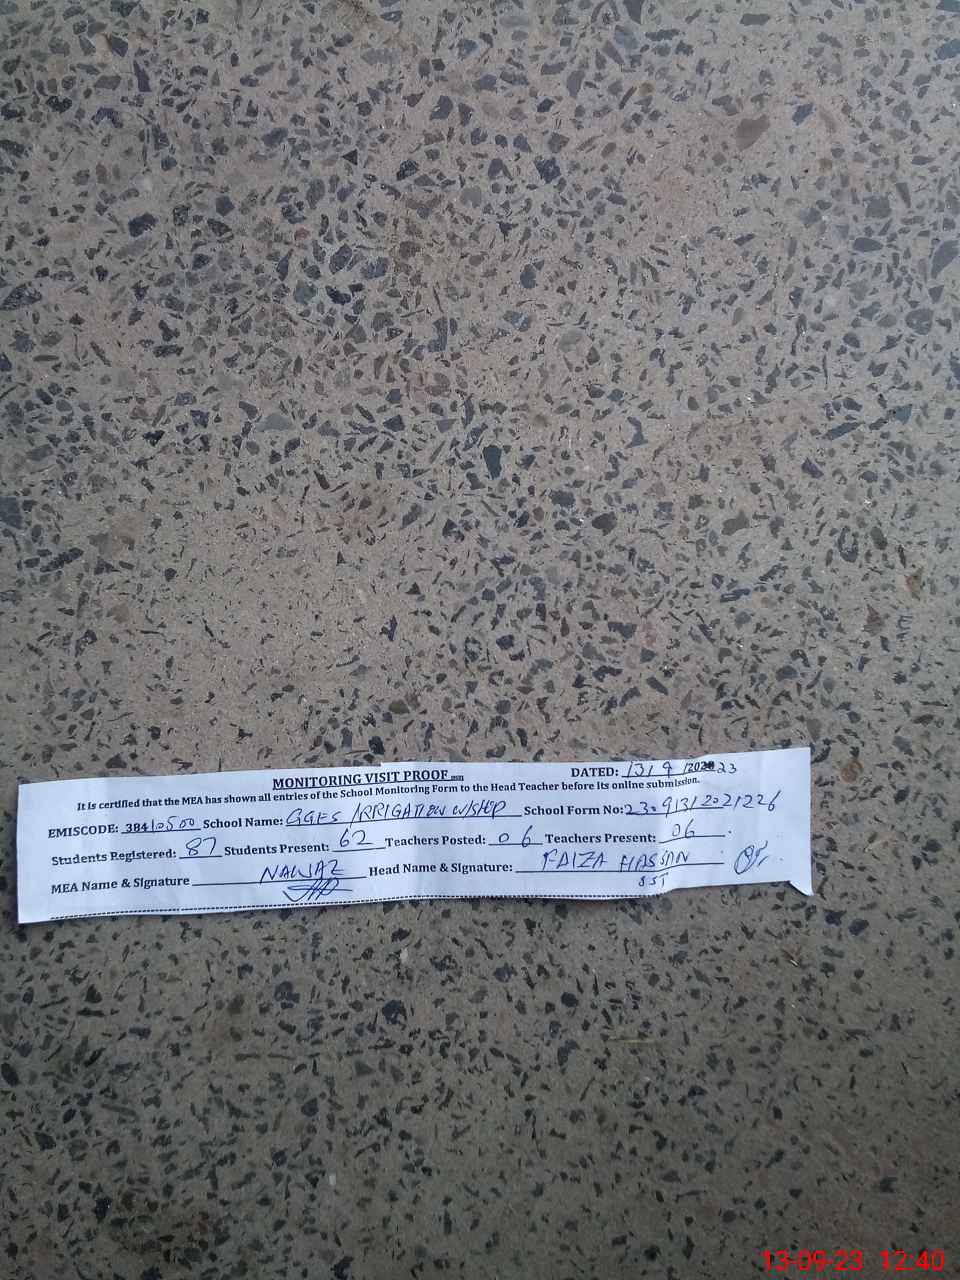 MONITORING VISIT PROOF
DATED: 13/9/2023
It is certified that the MEA has shown all entries of the School Monitoring Form to the Head Teacher before its online submission.
EMISCODE: 38410500 School Name: GGES IRRIGATION W/SHOP School Form No: 23091312021226
Students Registered: 87 Students Present: 62 Teachers Posted: 06 Teachers Present: 06
MEA Name & Signature NAWAZ Head Name & Signature: FAIZA HASSAN
SST
13-09-23 12:40